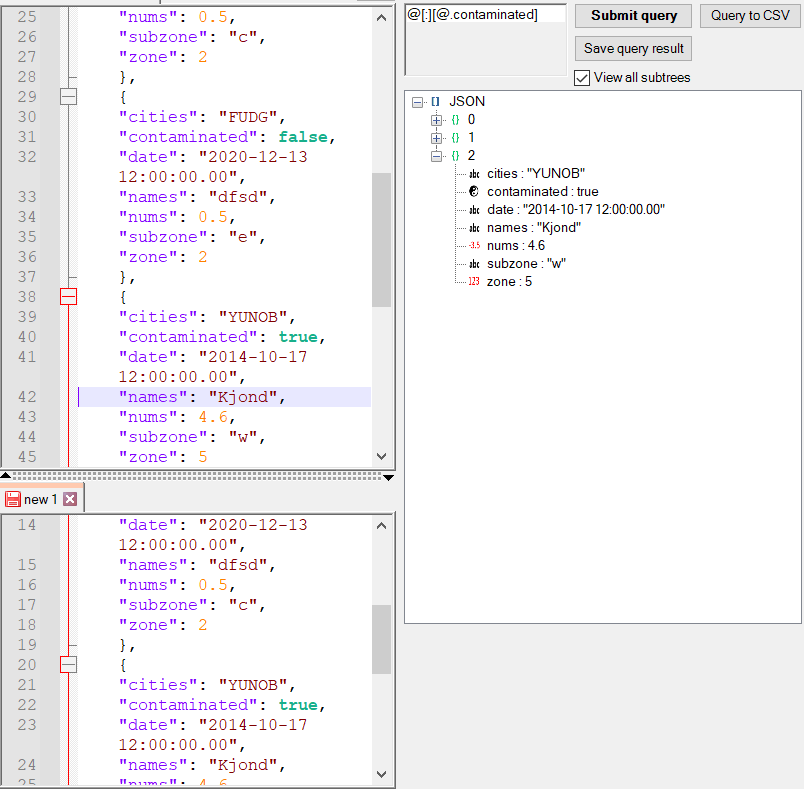 25 "nums": 0.5,
26 "subzone": "c",
27 "zone": 2
28 },
29 {
30 "cities": "FUDG",
31 "contaminated": false,
32 "date": "2020-12-13
12:00:00.00",
33 "names": "dfsd",
34 "nums": 0.5,
35 "subzone": "e",
36 "zone": 2
37 },
38 {
39 "cities": "YUNOB",
40 "contaminated": true,
41 "date": "2014-10-17
12:00:00.00",
42 "names": "Kjond",
43 "nums": 4.6,
44 "subzone": "w",
45 "zone": 5
new 1
14 "date": "2020-12-13
12:00:00.00",
15 "names": "dfsd",
16 "nums": 0.5,
17 "subzone": "c",
18 "zone": 2
19 },
20 {
21 "cities": "YUNOB",
22 "contaminated": true,
23 "date": "2014-10-17
12:00:00.00",
24 "names": "Kjond",
25 "nums": 4.6
@[:][@.contaminated]
Submit query
Query to CSV
Save query result
View all subtrees
[] JSON
{} 0
{} 1
{} 2
abc cities : "YUNOB"
contaminated : true
abc date : "2014-10-17 12:00:00.00"
abc names : "Kjond"
-3.5 nums : 4.6
abc subzone : "w"
123 zone : 5